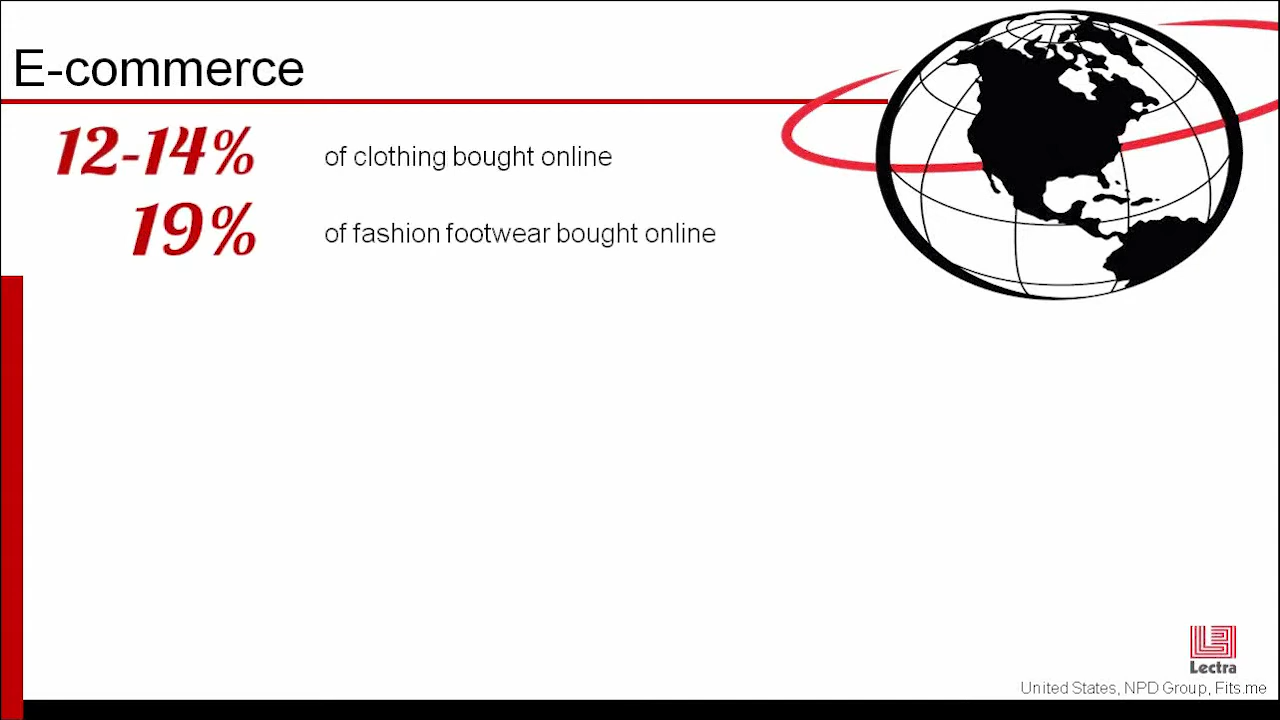 E-commerce
12-14% of clothing bought online
19% of fashion footwear bought online
Lectra
United States, NPD Group, Fits.me